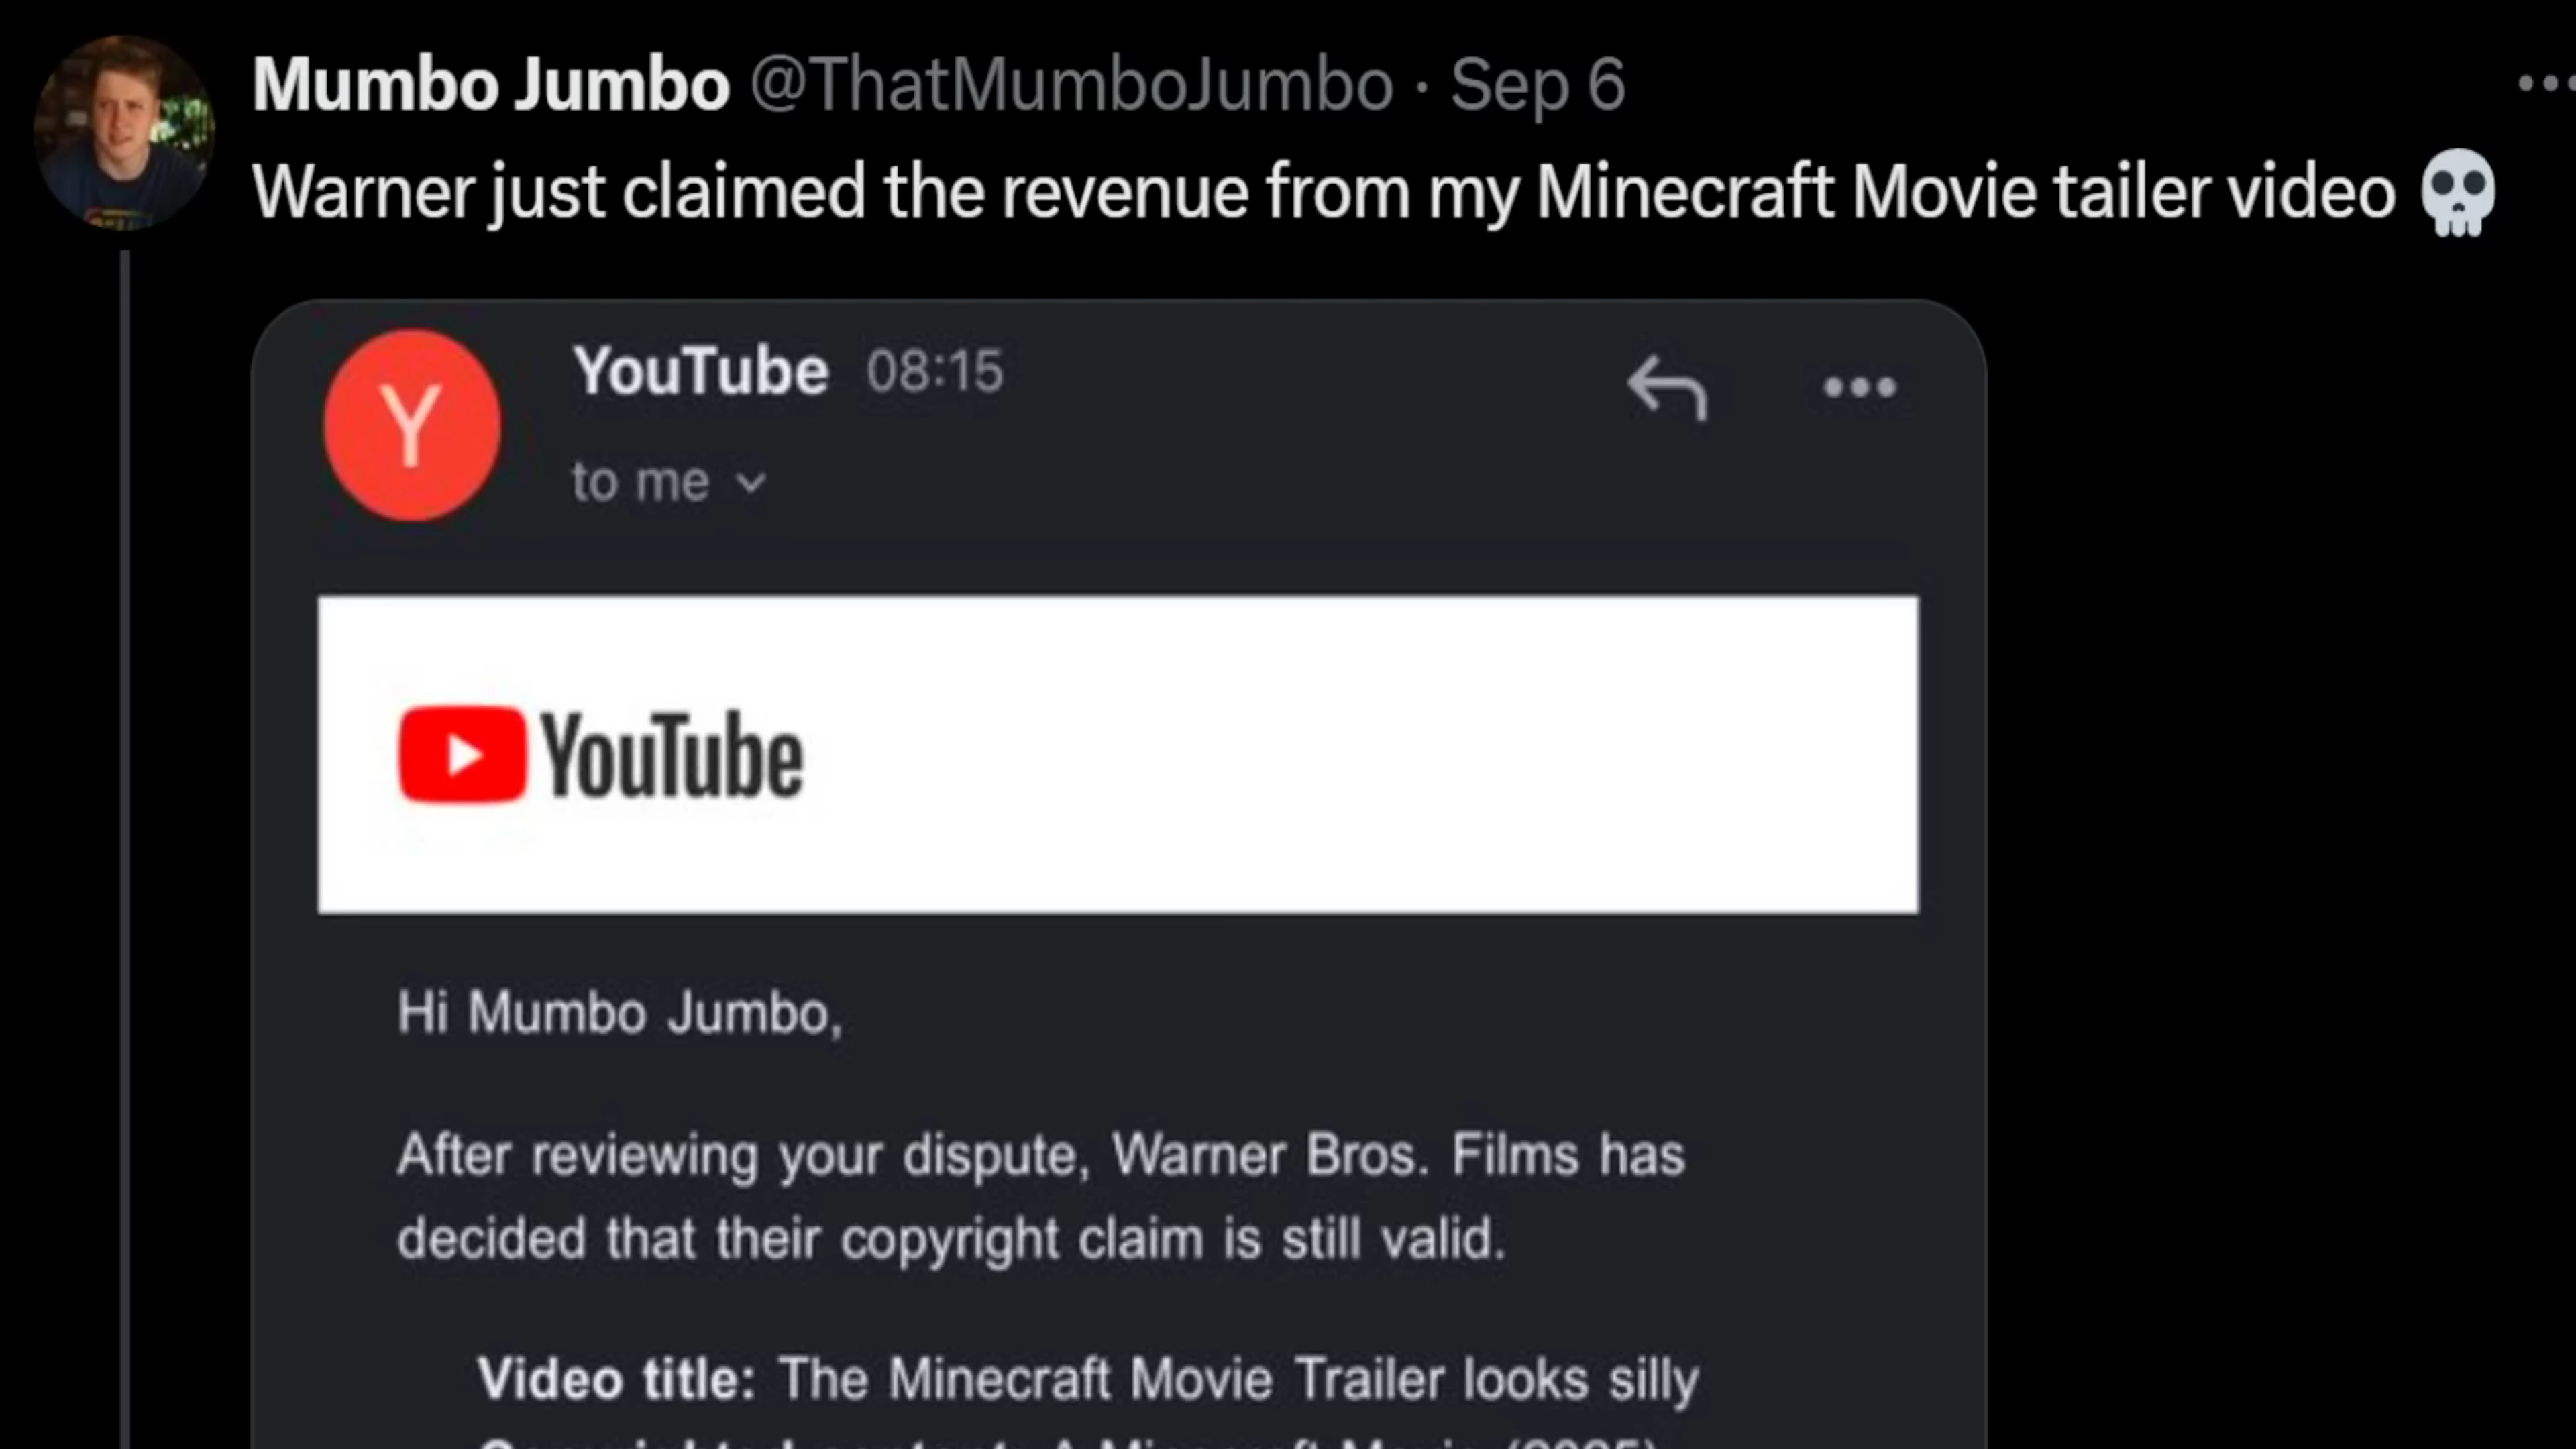 Mumbo Jumbo @ThatMumboJumbo · Sep 6
Warner just claimed the revenue from my Minecraft Movie tailer video 💀
YouTube 08:15
Y
to me
YouTube
Hi Mumbo Jumbo,
After reviewing your dispute, Warner Bros. Films has
decided that their copyright claim is still valid.
Video title: The Minecraft Movie Trailer looks silly